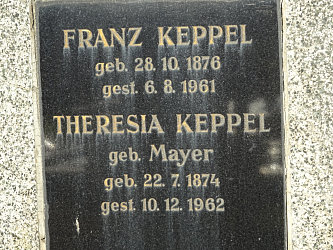 FRANZ KEPPEL
geb. 28. 10. 1876
gest. 6. 8. 1961
THERESIA KEPPEL
geb. Mayer
geb. 22. 7. 1874
gest. 10. 12. 1962